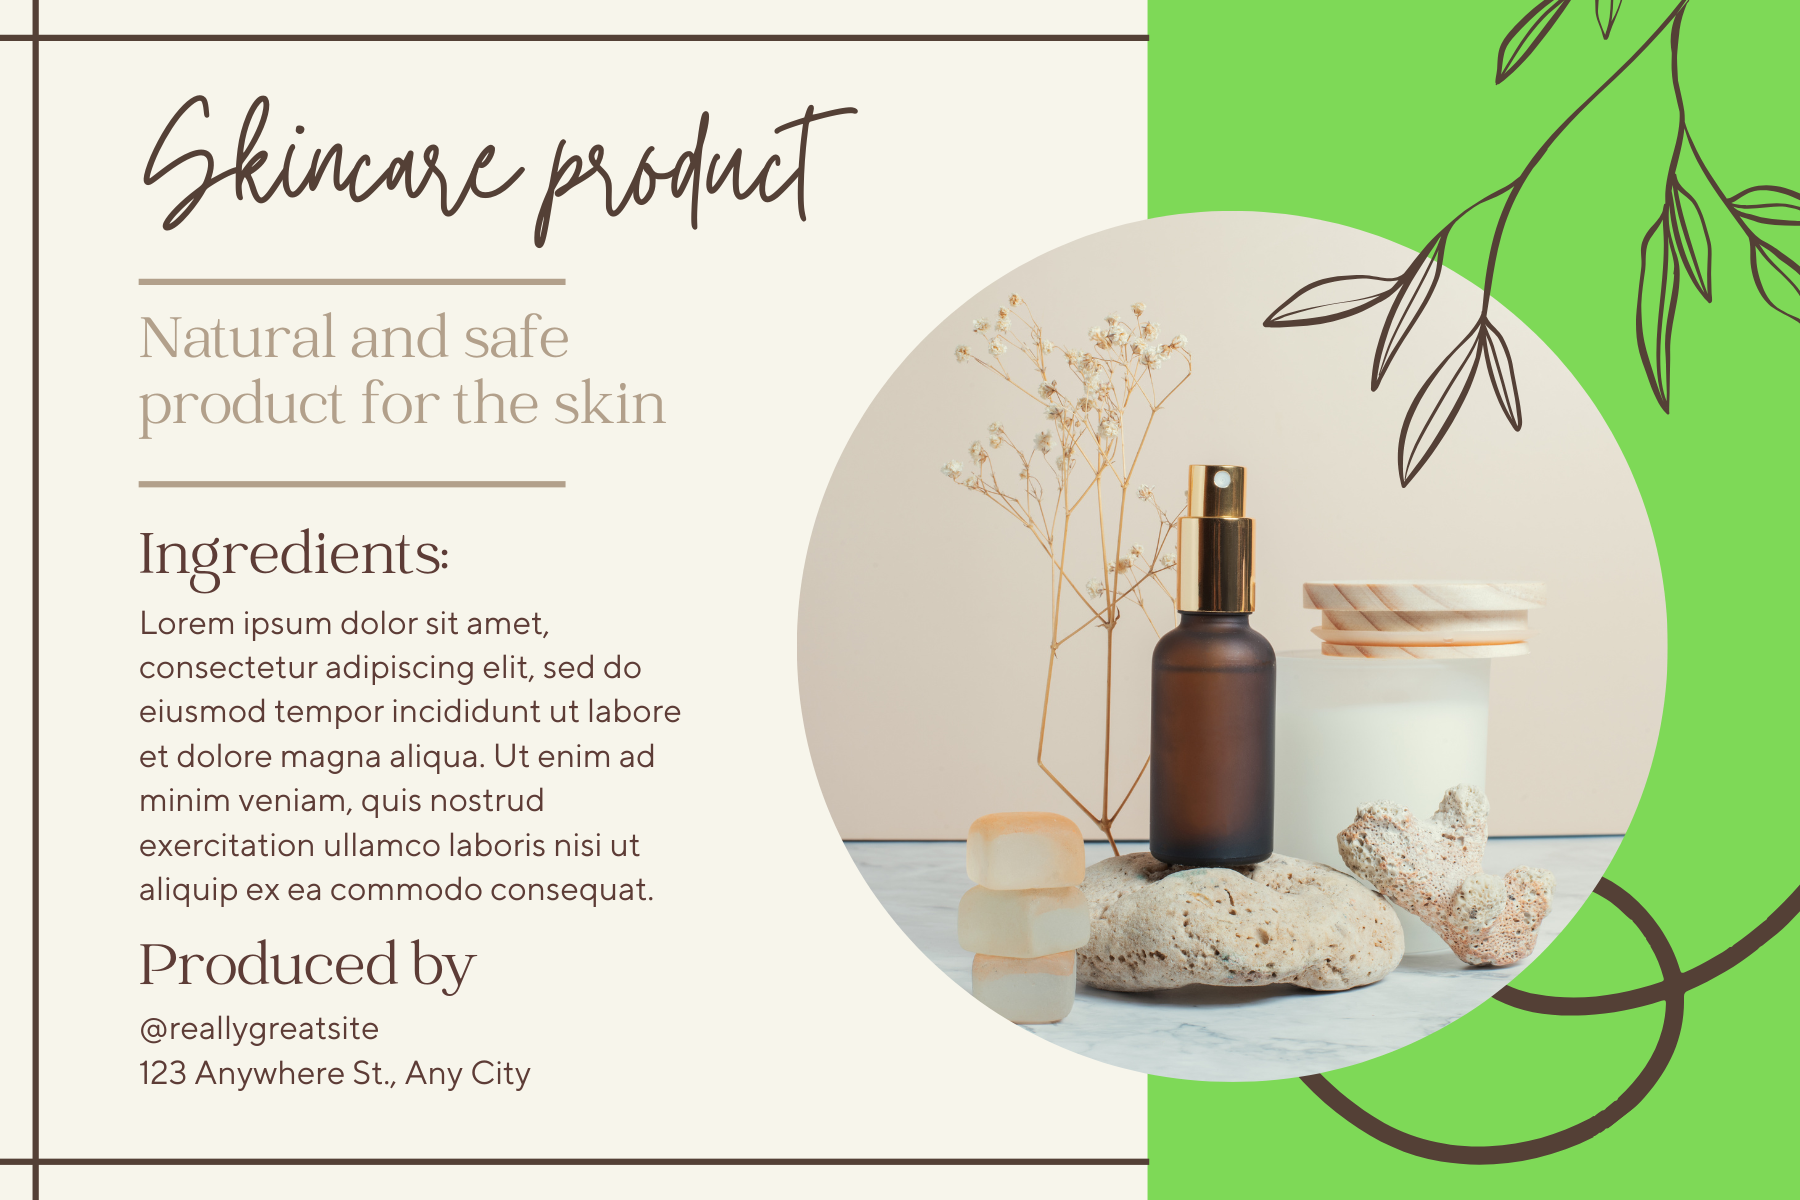 Skincare product
Natural and safe
product for the skin
Ingredients:
Lorem ipsum dolor sit amet,
consectetur adipiscing elit, sed do
eiusmod tempor incididunt ut labore
et dolore magna aliqua. Ut enim ad
minim veniam, quis nostrud
exercitation ullamco laboris nisi ut
aliquip ex ea commodo consequat.
Produced by
@reallygreatsite
123 Anywhere St., Any City